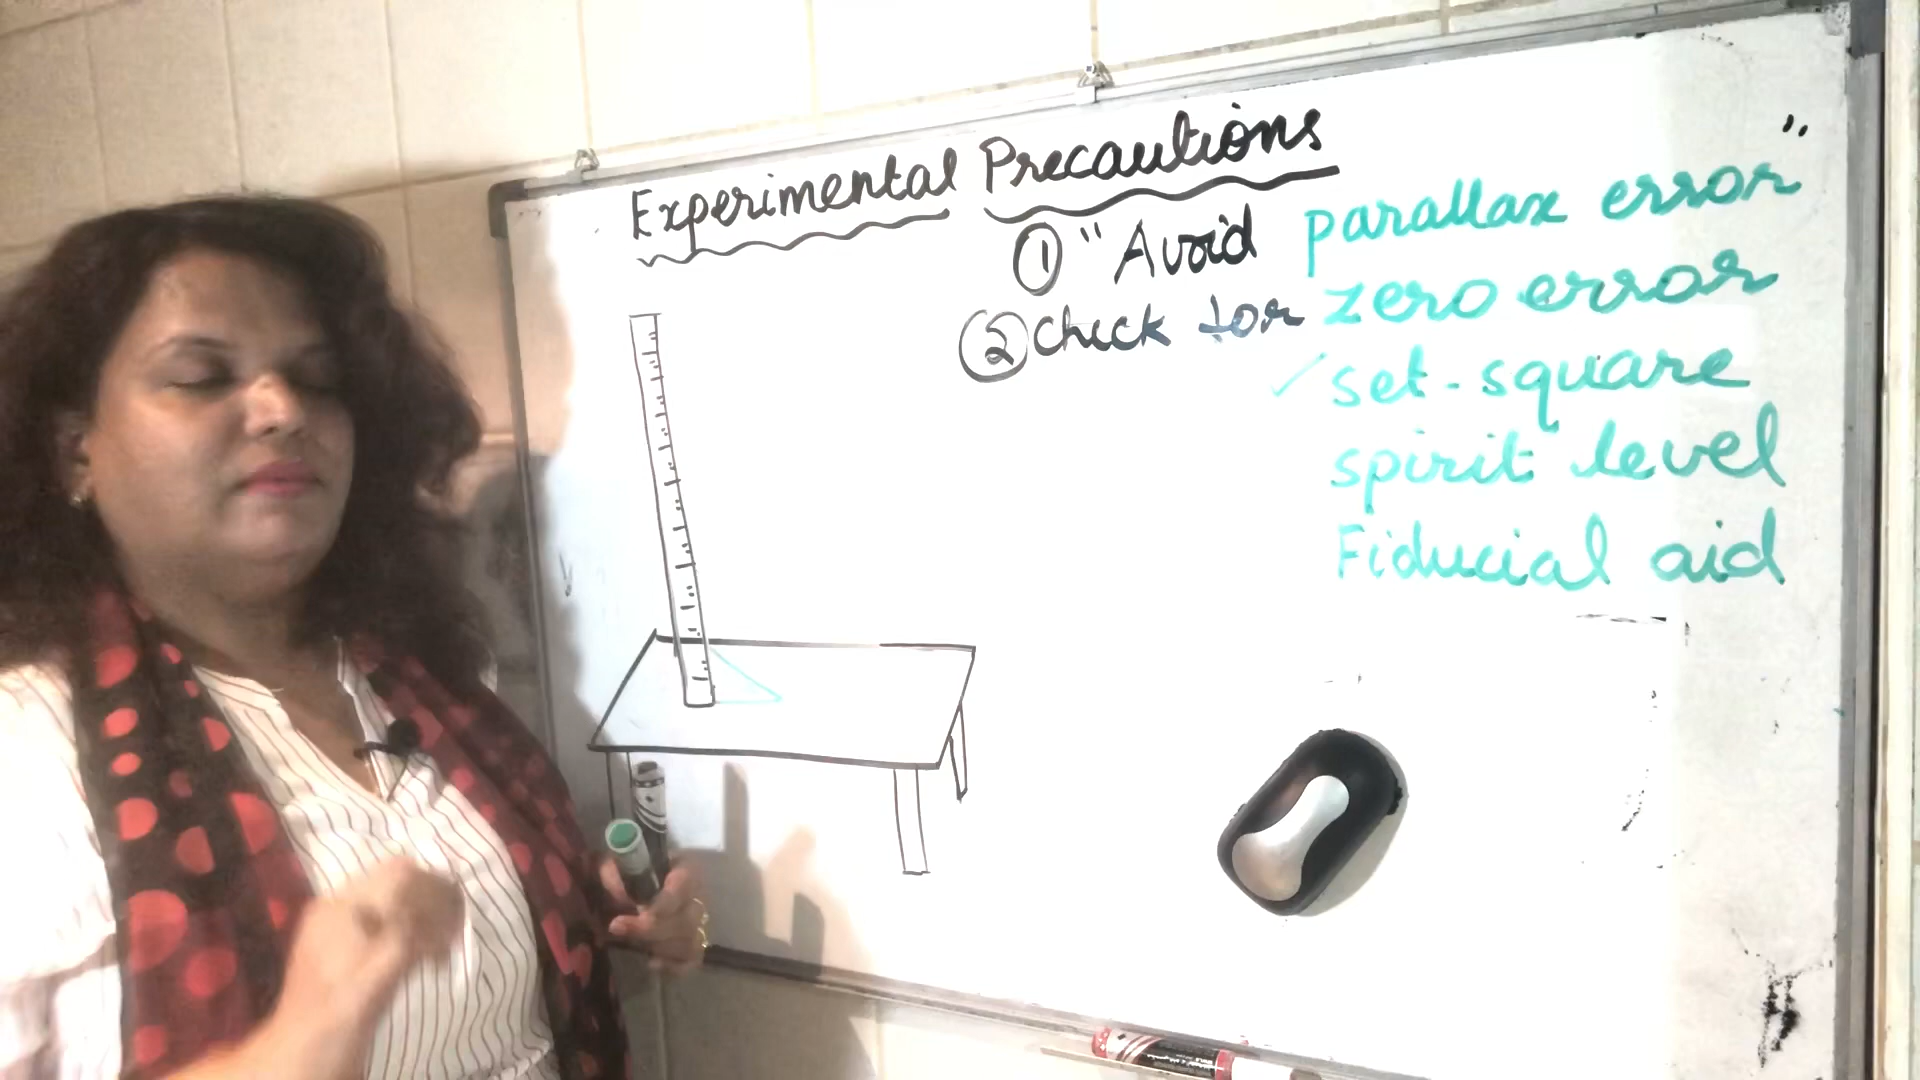 Experimental Precautions
① "Avoid parallax error"
② Check for zero error
✓ set-square
spirit level
Fiducial aid